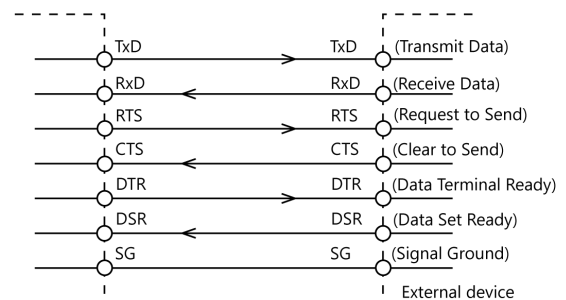 TxD TxD (Transmit Data)
RxD RxD (Receive Data)
RTS RTS (Request to Send)
CTS CTS (Clear to Send)
DTR DTR (Data Terminal Ready)
DSR DSR (Data Set Ready)
SG SG (Signal Ground)
External device